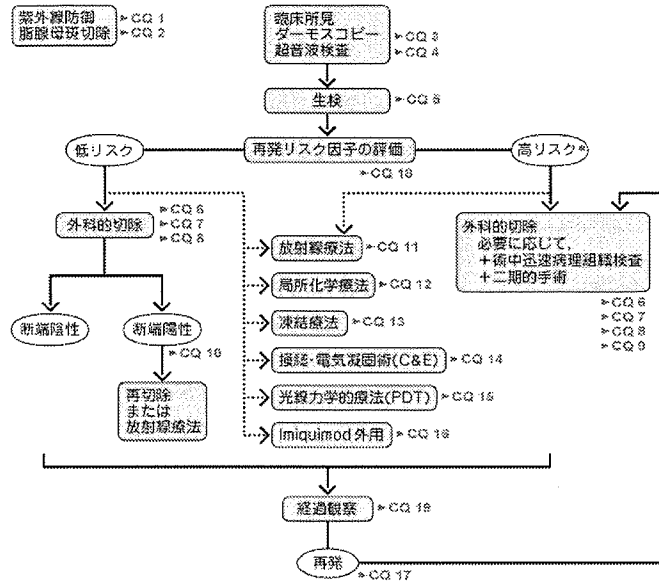 紫外線防御 ►CQ 1
脂腺母斑切除 ►CQ 2
臨床所見
ダーモスコピー ►CQ 3
超音波検査 ►CQ 4
生検 ►CQ 5
低リスク
再発リスク因子の評価
高リスク*
►CQ 18
外科的切除
►CQ 6
►CQ 7
►CQ 8
断端陰性
断端陽性
►CQ 10
再切除
または
放射線療法
放射線療法 ►CQ 11
局所化学療法 ►CQ 12
凍結療法 ►CQ 13
掻爬・電気凝固術(C&E) ►CQ 14
光線力学的療法(PDT) ►CQ 15
Imiquimod 外用 ►CQ 16
外科的切除
必要に応じて,
+術中迅速病理組織検査
+二期的手術
►CQ 6
►CQ 7
►CQ 8
►CQ 9
経過観察 ►CQ 19
再発
►CQ 17